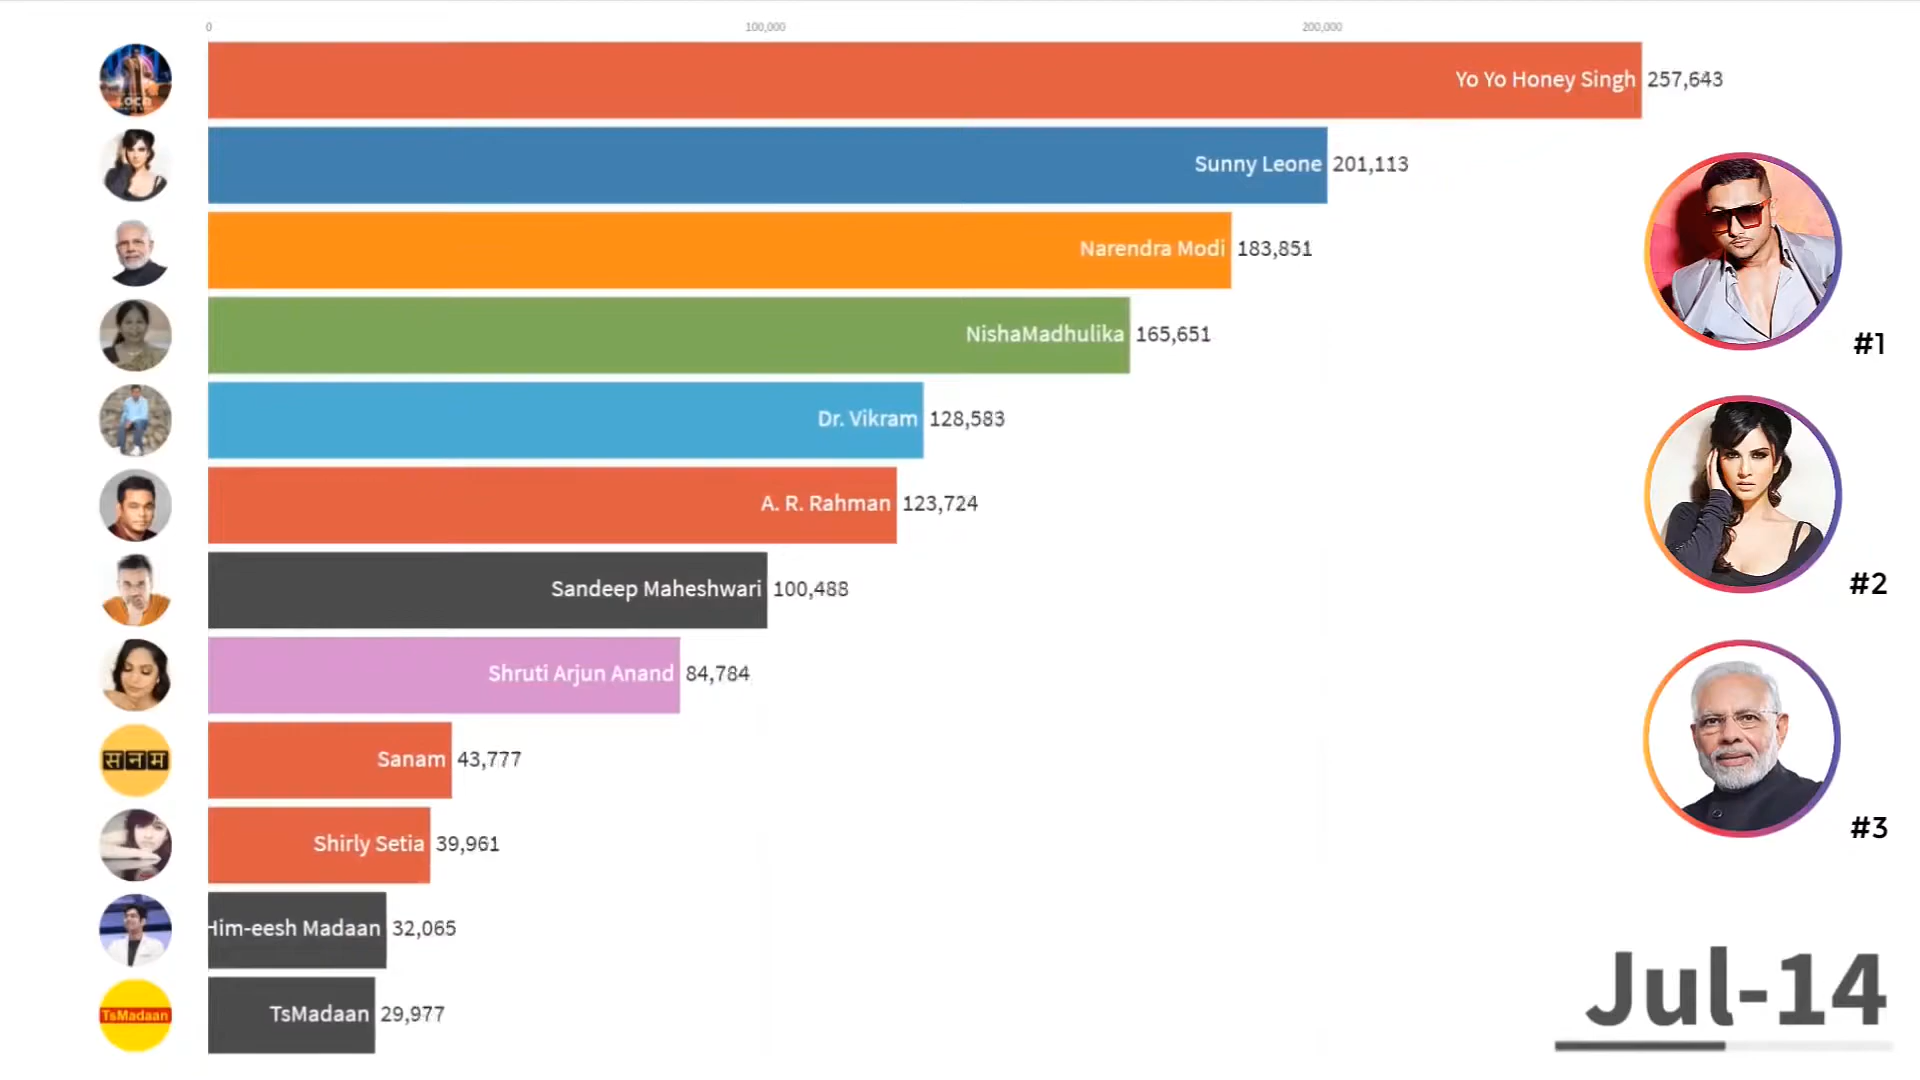 0 100,000 200,000
LOCA
Yo Yo Honey Singh 257,643
Sunny Leone 201,113
Narendra Modi 183,851
#1
NishaMadhulika 165,651
Dr. Vikram 128,583
A. R. Rahman 123,724
#2
Sandeep Maheshwari 100,488
Shruti Arjun Anand 84,784
सनम
Sanam 43,777
#3
Shirly Setia 39,961
Him-eesh Madaan 32,065
TsMadaan
TsMadaan 29,977
Jul-14